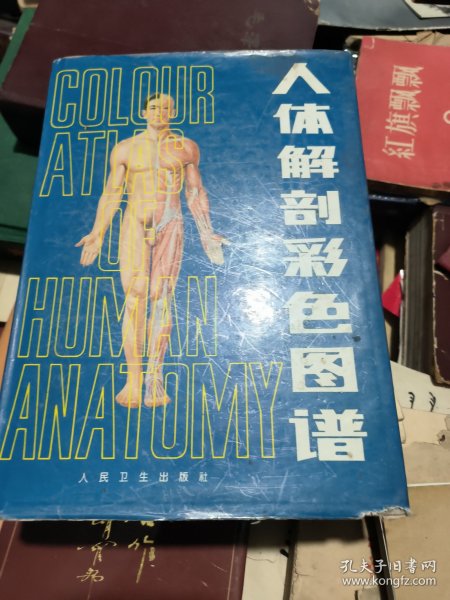 COLOUR
ATLAS
OF
HUMAN
ANATOMY
人体解剖彩色图谱
人民卫生出版社
红旗飘飘
孔夫子旧书网
www.kongfz.com